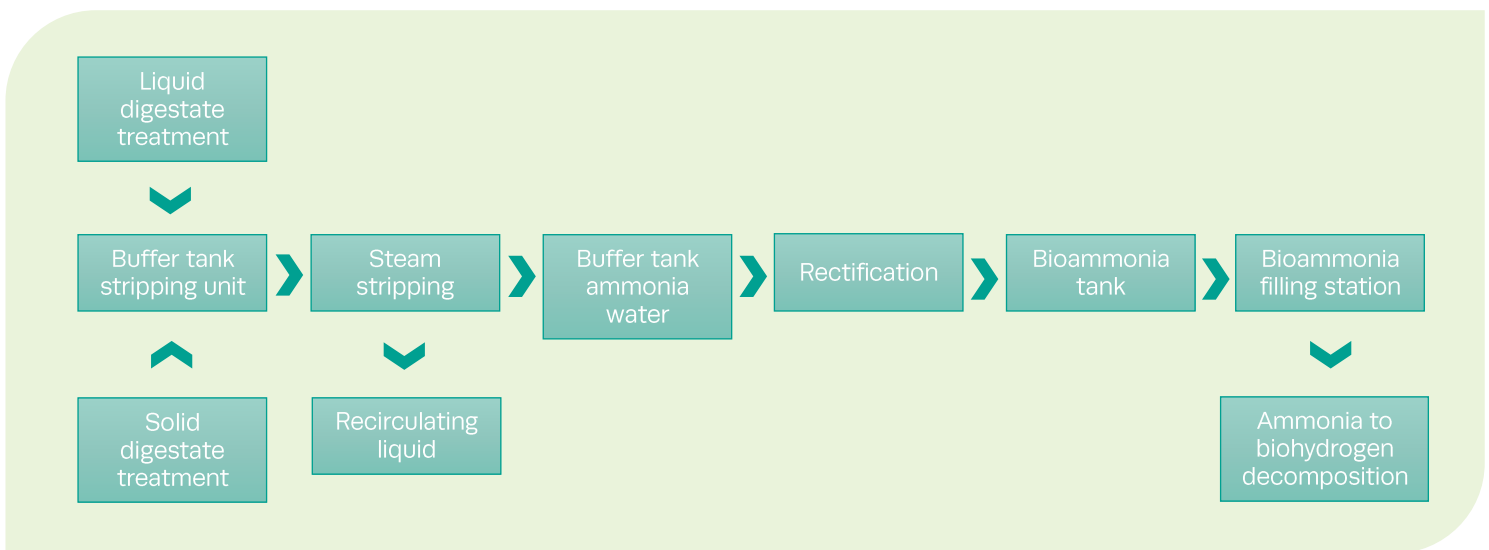 Liquid
digestate
treatment
Buffer tank
stripping unit
Steam
stripping
Buffer tank
ammonia
water
Rectification
Bioammonia
tank
Bioammonia
filling station
Solid
digestate
treatment
Recirculating
liquid
Ammonia to
biohydrogen
decomposition